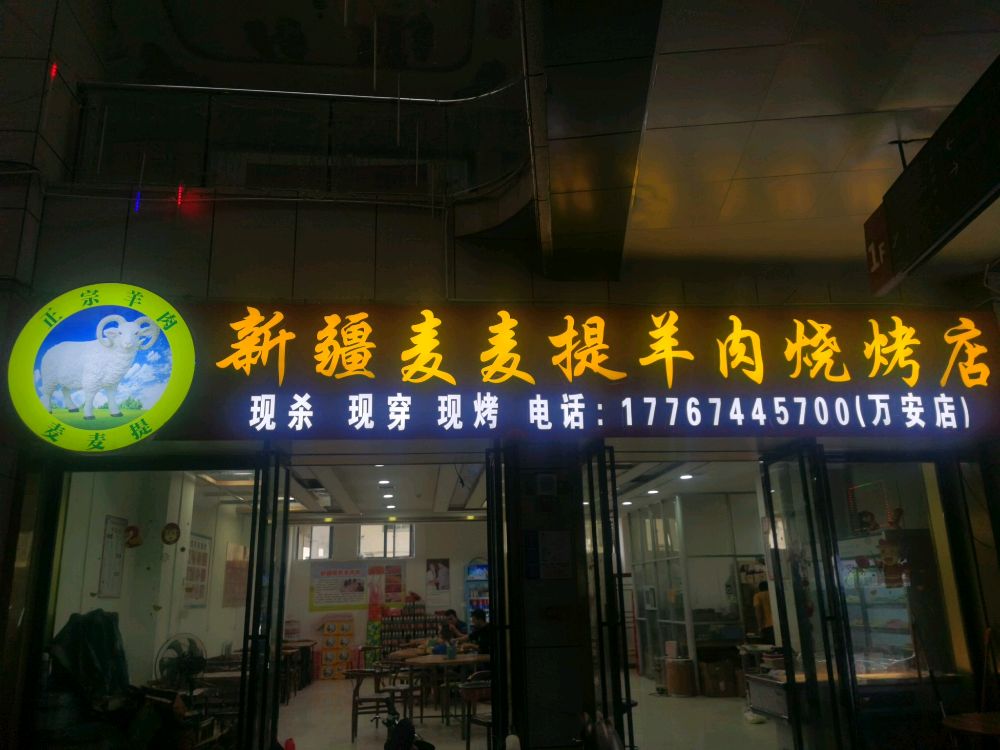 正宗羊肉
麦麦提
新疆麦麦提羊肉烧烤店
现杀 现穿 现烤 电话:17767445700(万安店)
1F